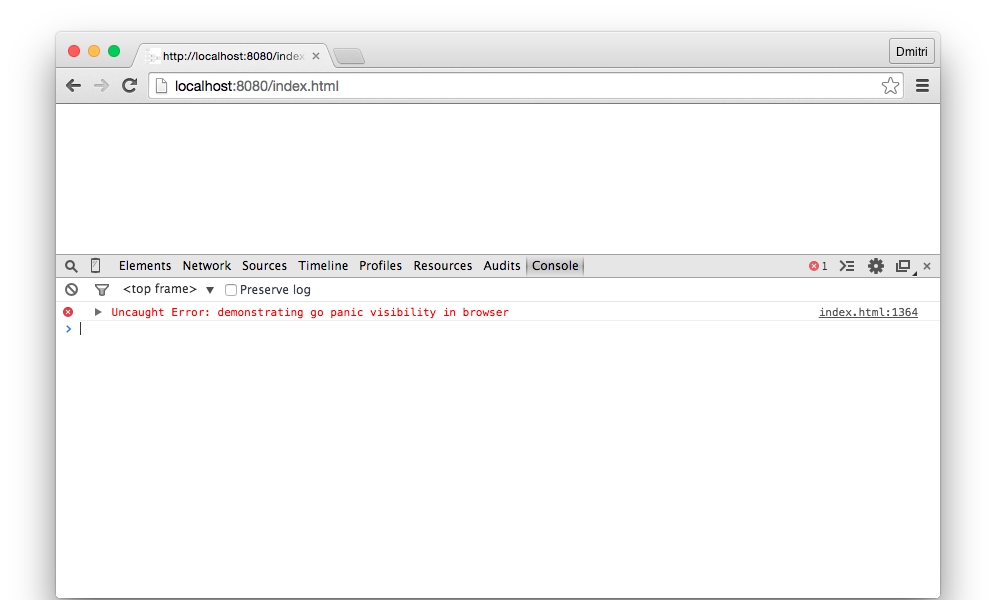 http://localhost:8080/index
Dmitri
localhost:8080/index.html
Elements Network Sources Timeline Profiles Resources Audits Console 1
<top frame> Preserve log
Uncaught Error: demonstrating go panic visibility in browser index.html:1364